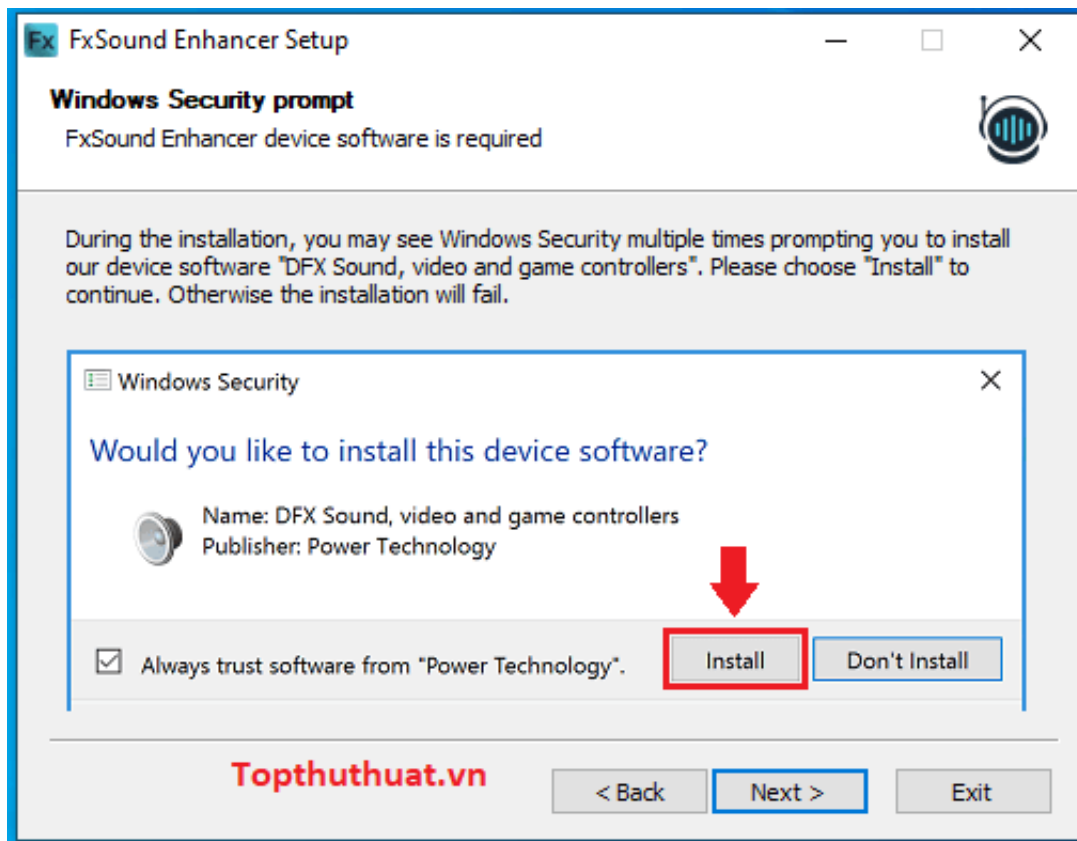 Fx FxSound Enhancer Setup
Windows Security prompt
FxSound Enhancer device software is required
During the installation, you may see Windows Security multiple times prompting you to install
our device software "DFX Sound, video and game controllers". Please choose "Install" to
continue. Otherwise the installation will fail.
Windows Security
Would you like to install this device software?
Name: DFX Sound, video and game controllers
Publisher: Power Technology
Always trust software from "Power Technology".
Install
Don't Install
Topthuthuat.vn
< Back
Next >
Exit